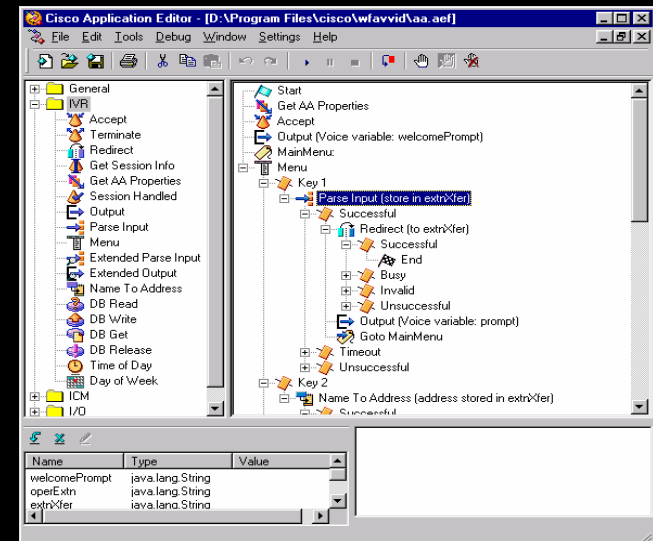 Cisco Application Editor - [D:\Program Files\cisco\wfavvid\aa.aef]
File Edit Tools Debug Window Settings Help
General
IVR
Accept
Terminate
Redirect
Get Session Info
Get AA Properties
Session Handled
Output
Parse Input
Menu
Extended Parse Input
Extended Output
Name To Address
DB Read
DB Write
DB Get
DB Release
Time of Day
Day of Week
ICM
I/O
Start
Get AA Properties
Accept
Output (Voice variable: welcomePrompt)
MainMenu:
Menu
Key 1
Parse Input (store in extnXfer)
Successful
Redirect (to extnXfer)
Successful
End
Busy
Invalid
Unsuccessful
Output (Voice variable: prompt)
Goto MainMenu
Timeout
Unsuccessful
Key 2
Name To Address (address stored in extnXfer)
Successful
Name Type Value
welcomePrompt java.lang.String
operExtn java.lang.String
extnXfer java.lang.String